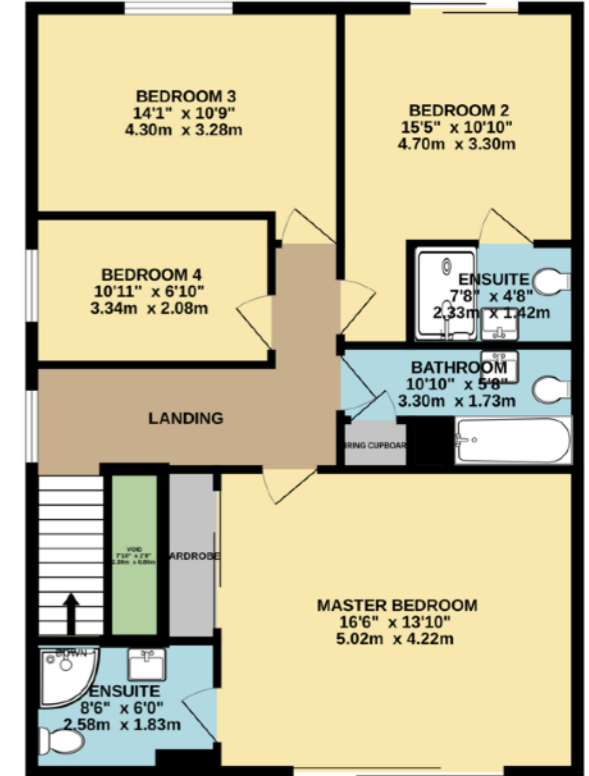 BEDROOM 3
14'1" x 10'9"
4.30m x 3.28m
BEDROOM 2
15'5" x 10'10"
4.70m x 3.30m
BEDROOM 4
10'11" x 6'10"
3.34m x 2.08m
ENSUITE
7'8" x 4'8"
2.33m x 1.42m
BATHROOM
10'10" x 5'8"
3.30m x 1.73m
LANDING
RING CUPBOAR
VOID
ARDROBE
MASTER BEDROOM
16'6" x 13'10"
5.02m x 4.22m
DOWN
ENSUITE
8'6" x 6'0"
2.58m x 1.83m